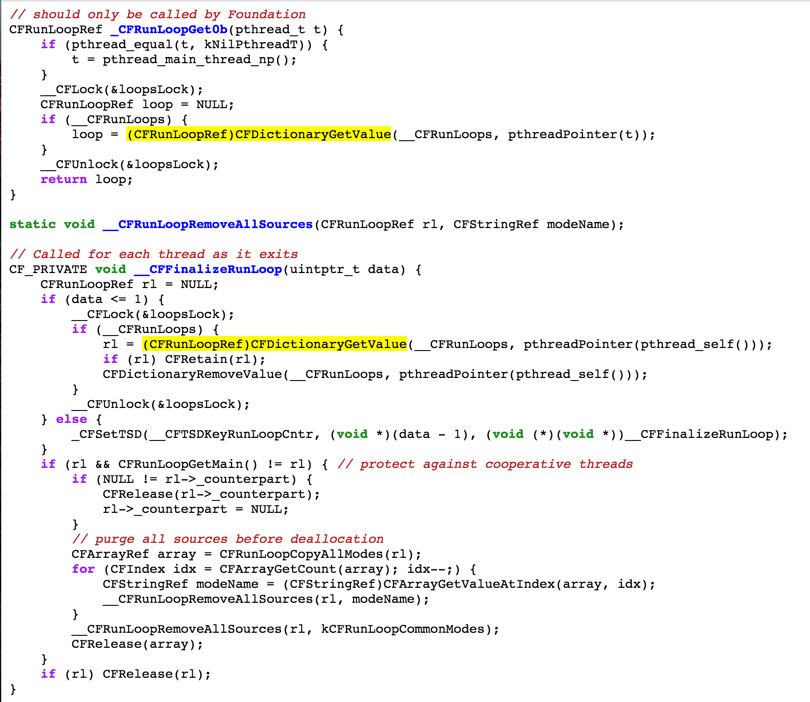 // should only be called by Foundation
CFRunLoopRef _CFRunLoopGet0b(pthread_t t) {
    if (pthread_equal(t, kNilPthreadT)) {
        t = pthread_main_thread_np();
    }
    __CFLock(&loopsLock);
    CFRunLoopRef loop = NULL;
    if (__CFRunLoops) {
        loop = (CFRunLoopRef)CFDictionaryGetValue(__CFRunLoops, pthreadPointer(t));
    }
    __CFUnlock(&loopsLock);
    return loop;
}

static void __CFRunLoopRemoveAllSources(CFRunLoopRef rl, CFStringRef modeName);

// Called for each thread as it exits
CF_PRIVATE void __CFFinalizeRunLoop(uintptr_t data) {
    CFRunLoopRef rl = NULL;
    if (data <= 1) {
        __CFLock(&loopsLock);
        if (__CFRunLoops) {
            rl = (CFRunLoopRef)CFDictionaryGetValue(__CFRunLoops, pthreadPointer(pthread_self()));
            if (rl) CFRetain(rl);
            CFDictionaryRemoveValue(__CFRunLoops, pthreadPointer(pthread_self()));
        }
        __CFUnlock(&loopsLock);
    } else {
        _CFSetTSD(__CFTSDKeyRunLoopCntr, (void *)(data - 1), (void (*)(void *))__CFFinalizeRunLoop);
    }
    if (rl && CFRunLoopGetMain() != rl) { // protect against cooperative threads
        if (NULL != rl->_counterpart) {
            CFRelease(rl->_counterpart);
            rl->_counterpart = NULL;
        }
        // purge all sources before deallocation
        CFArrayRef array = CFRunLoopCopyAllModes(rl);
        for (CFIndex idx = CFArrayGetCount(array); idx--;) {
            CFStringRef modeName = (CFStringRef)CFArrayGetValueAtIndex(array, idx);
            __CFRunLoopRemoveAllSources(rl, modeName);
        }
        __CFRunLoopRemoveAllSources(rl, kCFRunLoopCommonModes);
        CFRelease(array);
    }
    if (rl) CFRelease(rl);
}